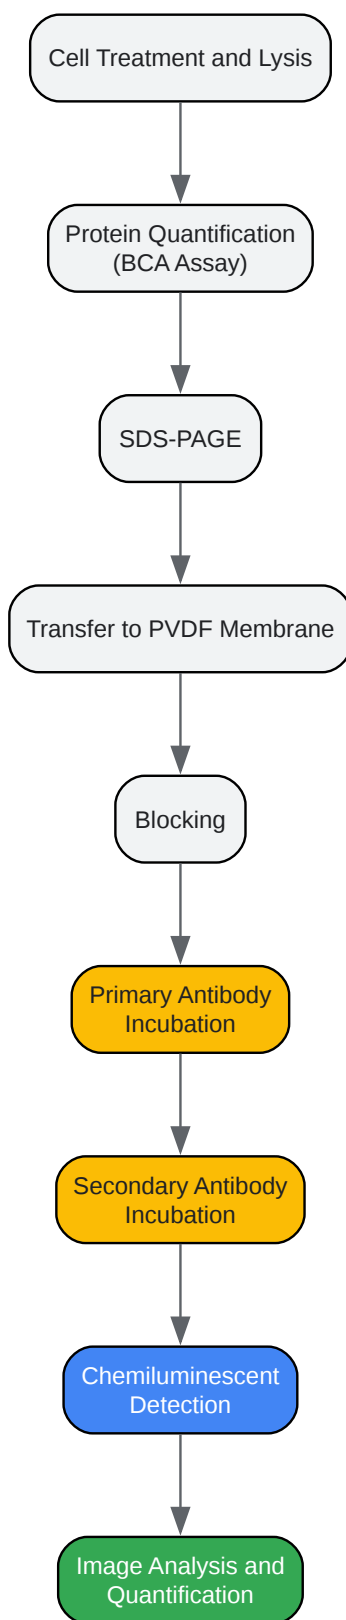 Cell Treatment and Lysis
Protein Quantification
(BCA Assay)
SDS-PAGE
Transfer to PVDF Membrane
Blocking
Primary Antibody
Incubation
Secondary Antibody
Incubation
Chemiluminescent
Detection
Image Analysis and
Quantification